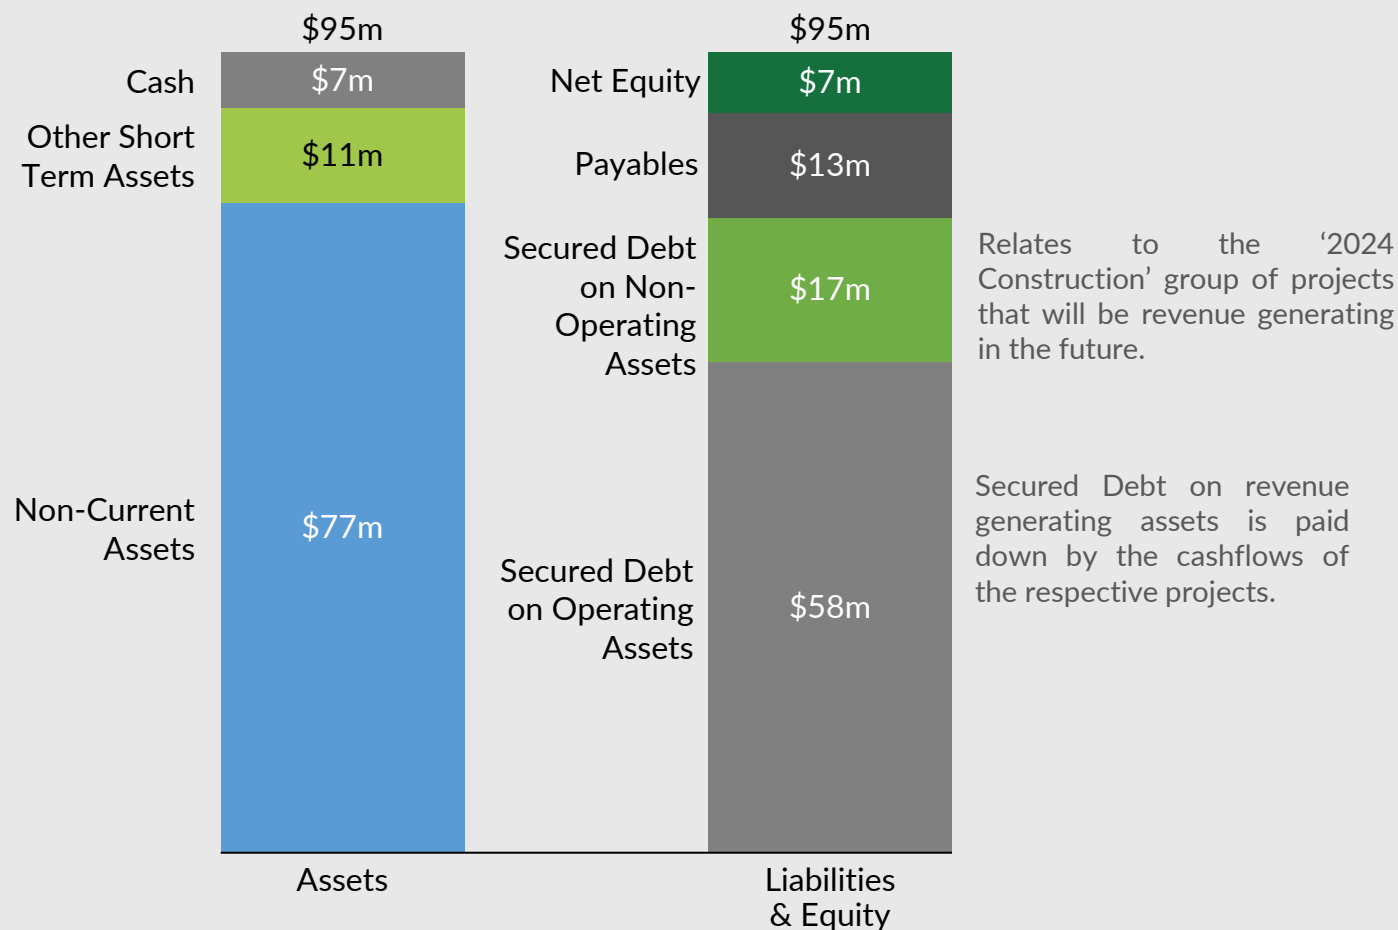 $95m
Cash
$7m
Other Short
Term Assets
$11m
Non-Current
Assets
$77m
Assets
$95m
Net Equity
$7m
Payables
$13m
Secured Debt
on Non-
Operating
Assets
$17m
Relates to the ‘2024
Construction’ group of projects
that will be revenue generating
in the future.
Secured Debt
on Operating
Assets
$58m
Secured Debt on revenue
generating assets is paid
down by the cashflows of
the respective projects.
Liabilities
& Equity